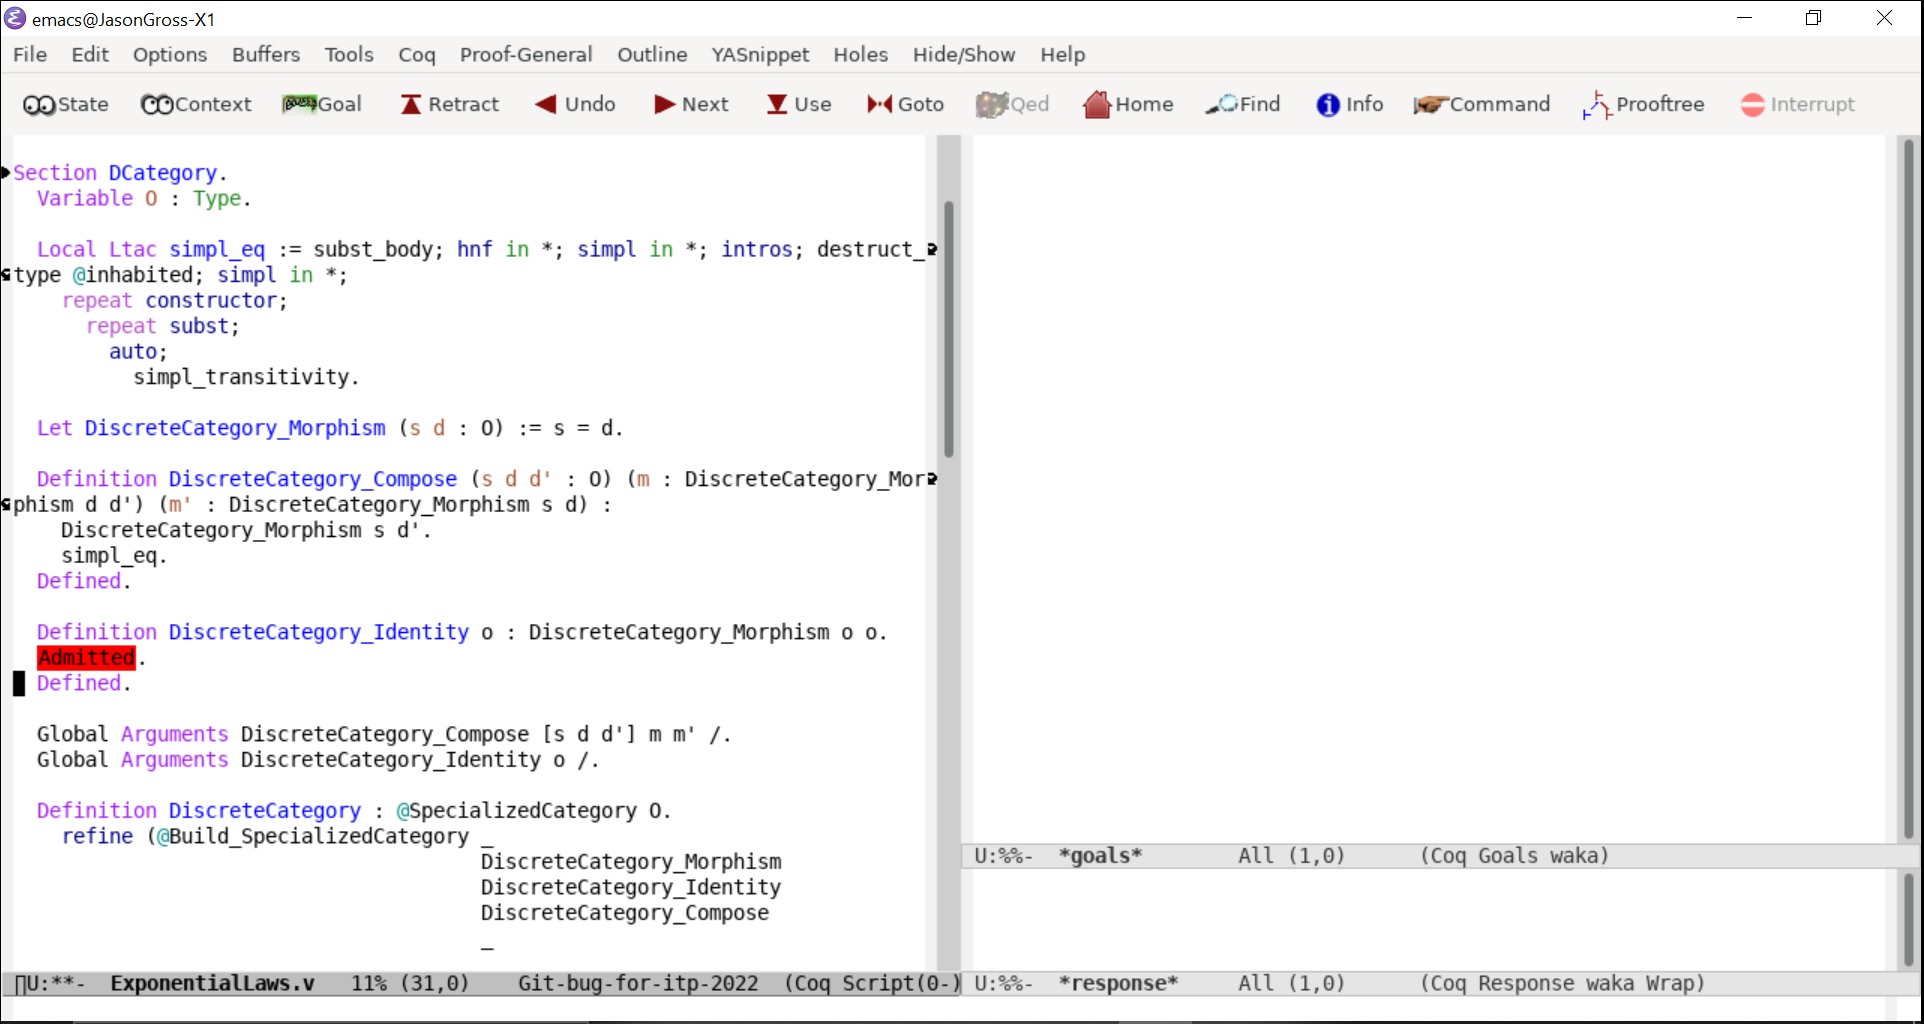 emacs@JasonGross-X1
File Edit Options Buffers Tools Coq Proof-General Outline YASnippet Holes Hide/Show Help
State Context Goal Retract Undo Next Use Goto Qed Home Find Info Command Prooftree Interrupt
Section DCategory.
Variable O : Type.
Local Ltac simpl_eq := subst_body; hnf in *; simpl in *; intros; destruct_
type @inhabited; simpl in *;
repeat constructor;
repeat subst;
auto;
simpl_transitivity.
Let DiscreteCategory_Morphism (s d : O) := s = d.
Definition DiscreteCategory_Compose (s d d' : O) (m : DiscreteCategory_Mor
phism d d') (m' : DiscreteCategory_Morphism s d) :
DiscreteCategory_Morphism s d'.
simpl_eq.
Defined.
Definition DiscreteCategory_Identity o : DiscreteCategory_Morphism o o.
Admitted.
Defined.
Global Arguments DiscreteCategory_Compose [s d d'] m m' /.
Global Arguments DiscreteCategory_Identity o /.
Definition DiscreteCategory : @SpecializedCategory O.
refine (@Build_SpecializedCategory _
DiscreteCategory_Morphism
DiscreteCategory_Identity
DiscreteCategory_Compose
_
U:**- ExponentialLaws.v 11% (31,0) Git-bug-for-itp-2022 (Coq Script(0-)
U:%%- *goals* All (1,0) (Coq Goals waka)
U:%%- *response* All (1,0) (Coq Response waka Wrap)